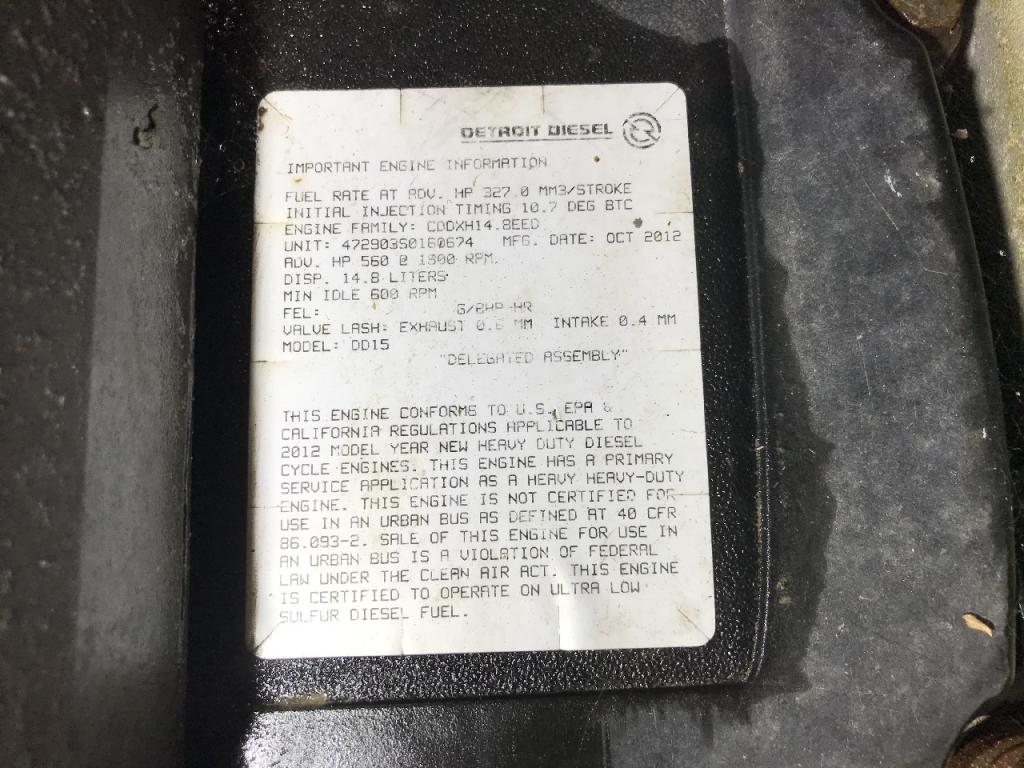 DETROIT DIESEL
IMPORTANT ENGINE INFORMATION
FUEL RATE AT ADV. HP 327.0 MM3/STROKE
INITIAL INJECTION TIMING 10.7 DEG BTC
ENGINE FAMILY: CDDXH14.8EED
UNIT: 472903S0160674 MFG. DATE: OCT 2012
ADV. HP 560 @ 1800 RPM.
DISP. 14.8 LITERS
MIN IDLE 600 RPM
FEL: G/BHP-HR
VALVE LASH: EXHAUST 0.6 MM INTAKE 0.4 MM
MODEL: DD15
"DELEGATED ASSEMBLY"
THIS ENGINE CONFORMS TO U.S. EPA &
CALIFORNIA REGULATIONS APPLICABLE TO
2012 MODEL YEAR NEW HEAVY DUTY DIESEL
CYCLE ENGINES. THIS ENGINE HAS A PRIMARY
SERVICE APPLICATION AS A HEAVY HEAVY-DUTY
ENGINE. THIS ENGINE IS NOT CERTIFIED FOR
USE IN AN URBAN BUS AS DEFINED AT 40 CFR
86.093-2. SALE OF THIS ENGINE FOR USE IN
AN URBAN BUS IS A VIOLATION OF FEDERAL
LAW UNDER THE CLEAN AIR ACT. THIS ENGINE
IS CERTIFIED TO OPERATE ON ULTRA LOW
SULFUR DIESEL FUEL.